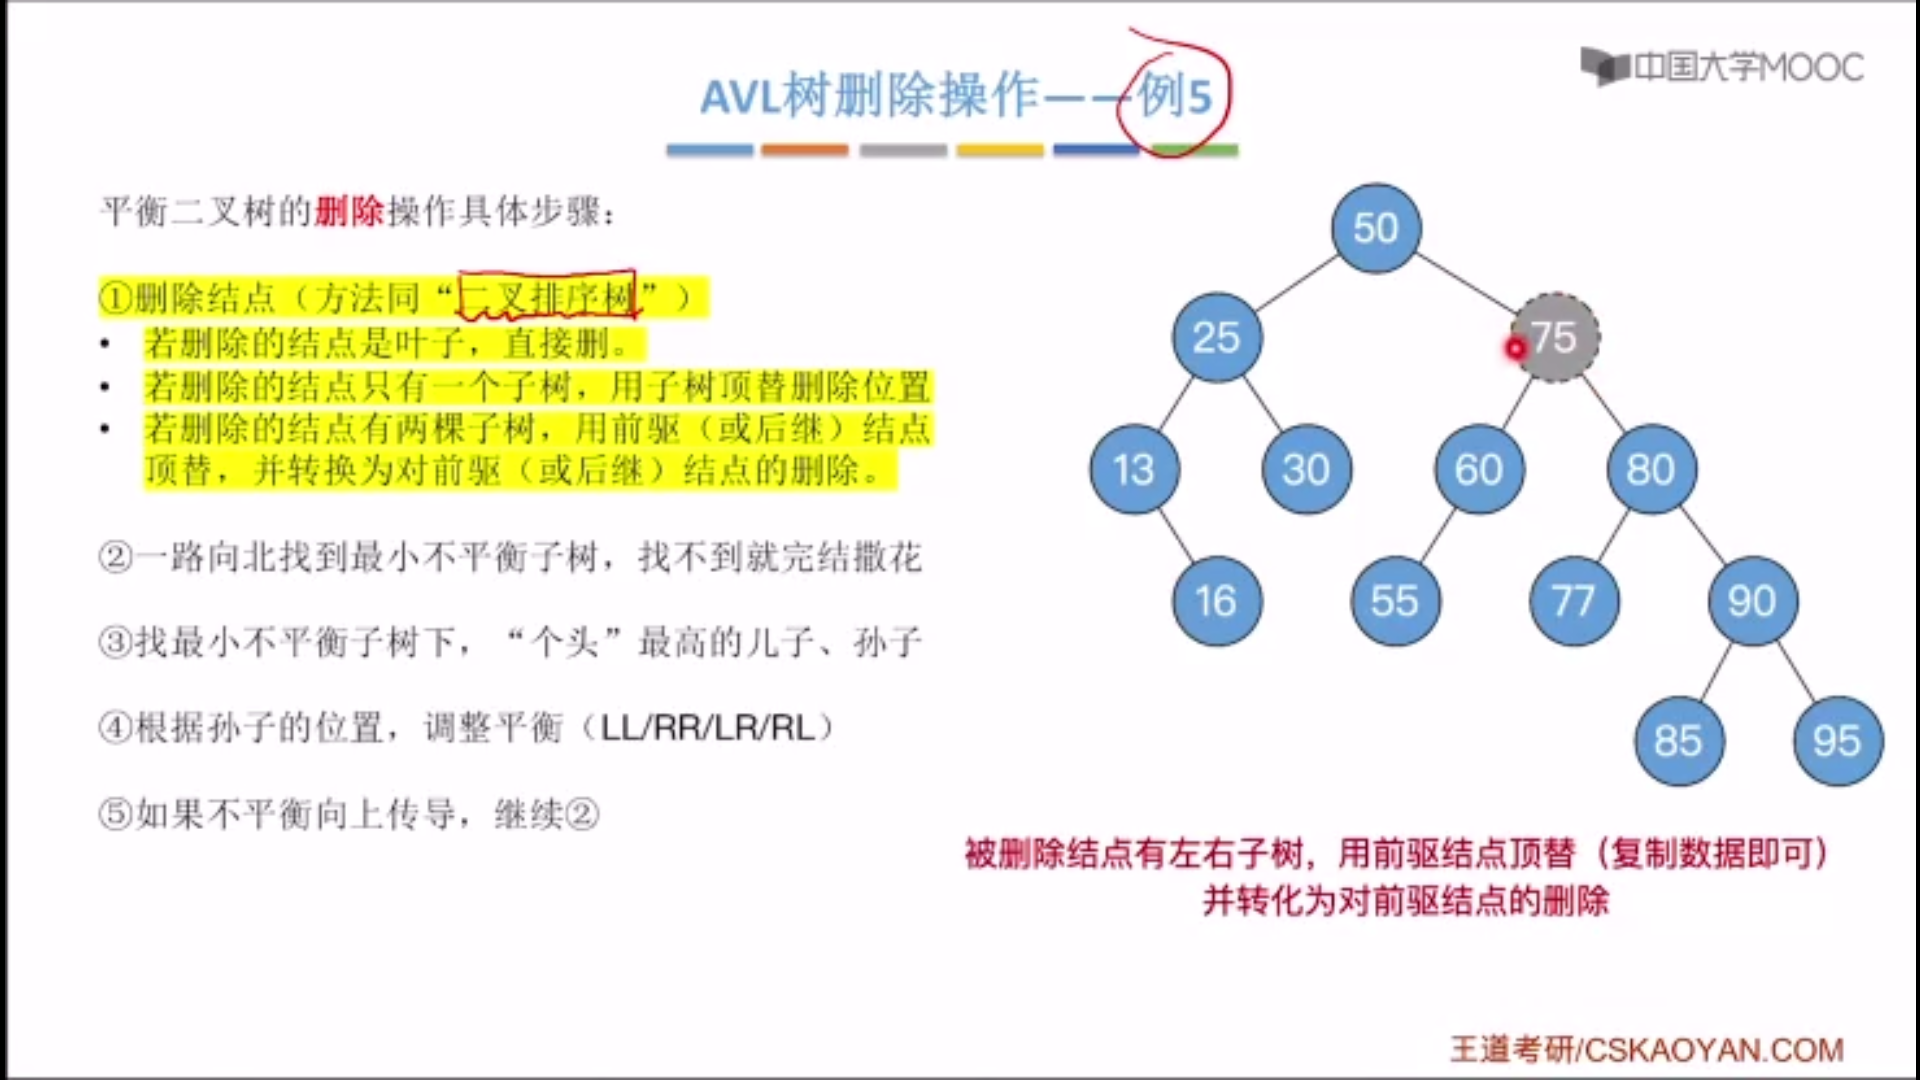 中国大学MOOC
AVL树删除操作——例5
平衡二叉树的删除操作具体步骤：
①删除结点（方法同“二叉排序树”）
• 若删除的结点是叶子，直接删。
• 若删除的结点只有一个子树，用子树顶替删除位置
• 若删除的结点有两棵子树，用前驱（或后继）结点
顶替，并转换为对前驱（或后继）结点的删除。
②一路向北找到最小不平衡子树，找不到就完结撒花
③找最小不平衡子树下，“个头”最高的儿子、孙子
④根据孙子的位置，调整平衡（LL/RR/LR/RL）
⑤如果不平衡向上传导，继续②
50
25 75
13 30 60 80
16 55 77 90
85 95
被删除结点有左右子树，用前驱结点顶替（复制数据即可）
并转化为对前驱结点的删除
王道考研/CSKAOYAN.COM